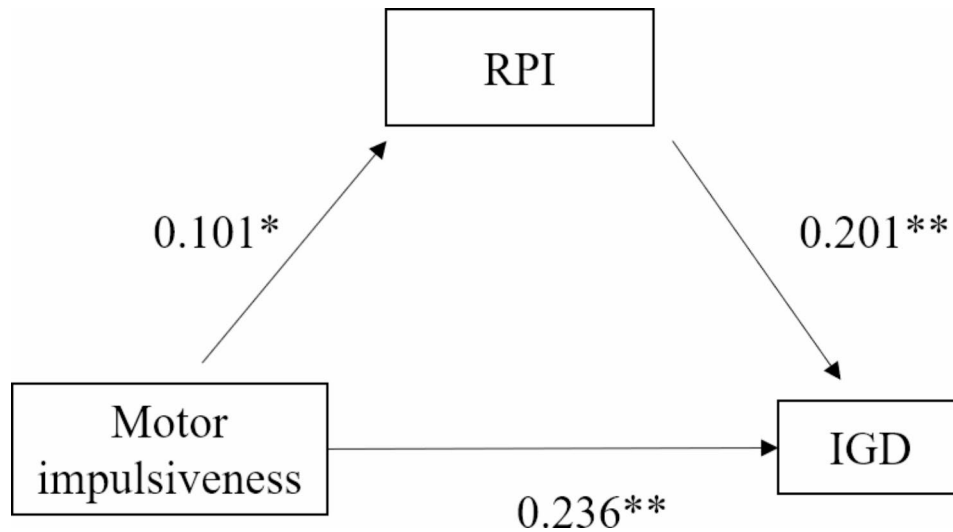 RPI
0.101*
0.201**
Motor
impulsiveness
IGD
0.236**